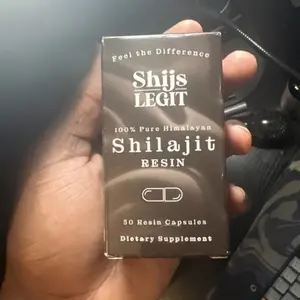 Feel the Difference
Shijs
LEGIT
100% Pure Himalayan
Shilajit
RESIN
50 Resin Capsules
Dietary Supplement